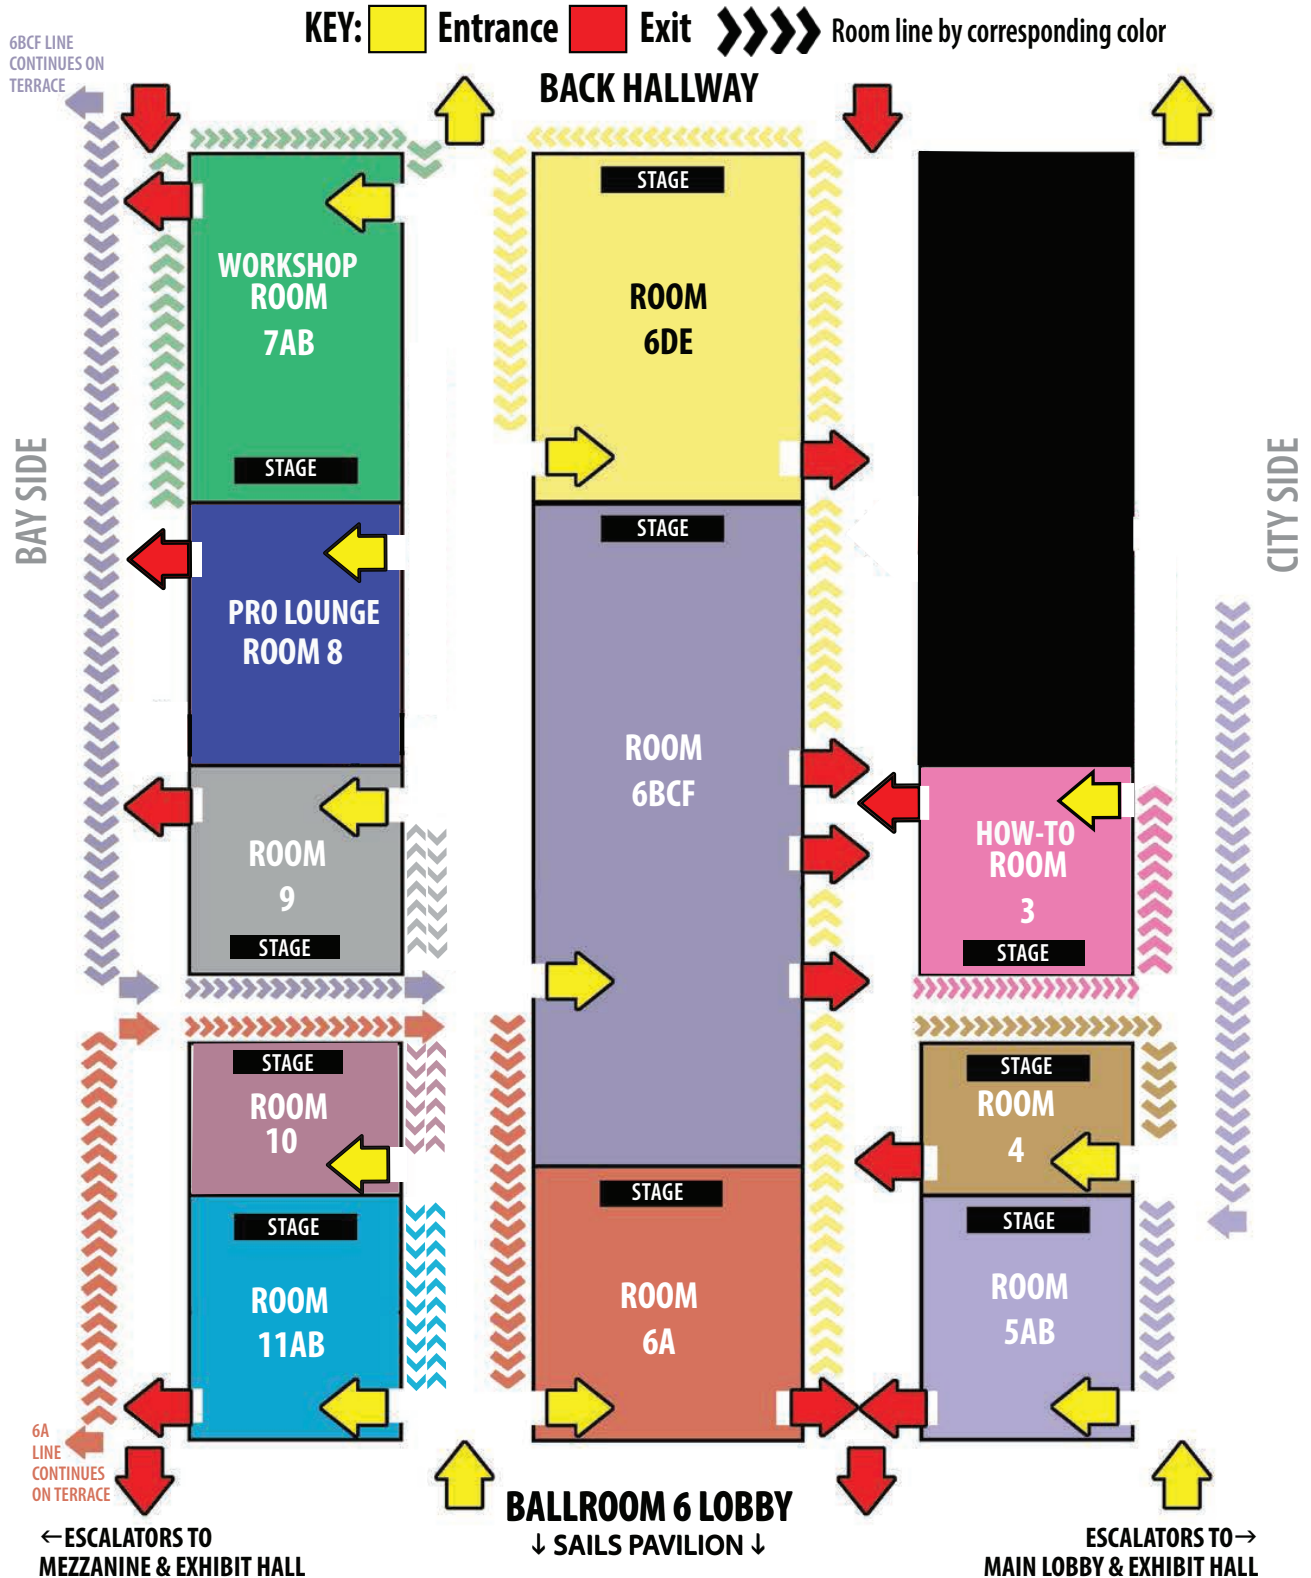 KEY: Entrance Exit Room line by corresponding color
6BCF LINE
CONTINUES ON
TERRACE
BACK HALLWAY
STAGE
WORKSHOP
ROOM
7AB
STAGE
ROOM
6DE
BAY SIDE
CITY SIDE
STAGE
PRO LOUNGE
ROOM 8
ROOM
6BCF
ROOM
9
STAGE
HOW-TO
ROOM
3
STAGE
STAGE
ROOM
10
STAGE
ROOM
4
STAGE
ROOM
11AB
STAGE
ROOM
6A
STAGE
ROOM
5AB
6A
LINE
CONTINUES
ON TERRACE
BALLROOM 6 LOBBY
↓ SAILS PAVILION ↓
←ESCALATORS TO
MEZZANINE & EXHIBIT HALL
ESCALATORS TO→
MAIN LOBBY & EXHIBIT HALL